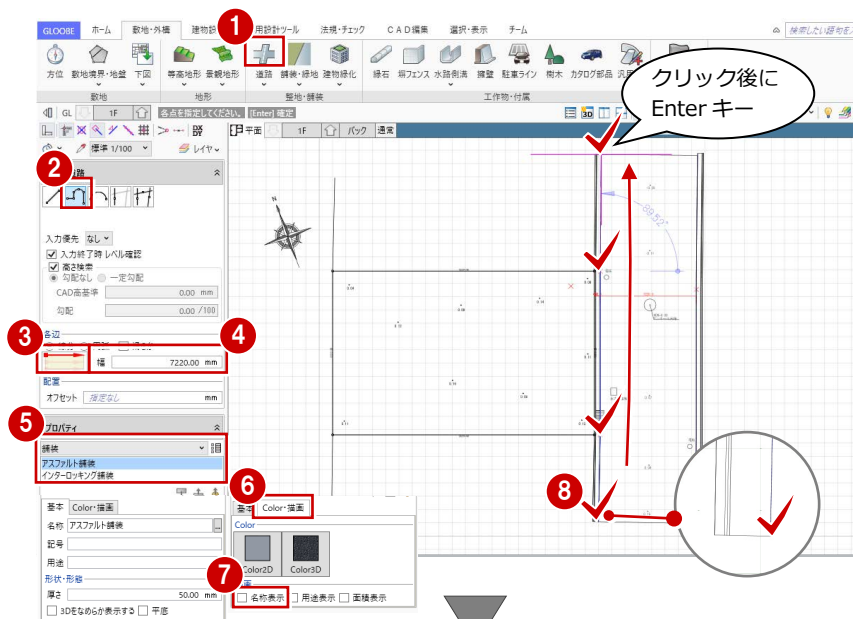 GLOOBE ホーム 敷地・外構 建物設 1 用設計ツール 法規・チェック CAD編集 選択・表示 チーム 検索したい語句を入
方位 敷地境界・地盤 下図 等高地形 景観地形 道路 舗装・緑地 建物緑化 縁石 塀フェンス 水路側溝 擁壁 駐車ライン 樹木 カタログ部品
敷地 地形 整地・舗装 工作物・付属
クリック後に
Enter キー
GL 1F 各点を指定してください。 [Enter] 確定
平面 1F パック 通常
標準 1/100 レイヤ
2 道路
入力優先 なし
入力終了時 レベル確認
高さ検索
勾配なし 一定勾配
CAD高基準 0.00 mm
勾配 0.00 /100
各辺
3 4
幅 7220.00 mm
配置
オフセット 指定なし mm
5 プロパティ
舗装
アスファルト舗装
インターロッキング舗装
基本 Color・描画
名称 アスファルト舗装
記号
用途
形状・形態
厚さ 50.00 mm
3Dをなめらか表示する 平底
6
基本 Color・描画
Color
Color2D Color3D
7
名称表示 用途表示 面積表示
8
N
89.52°